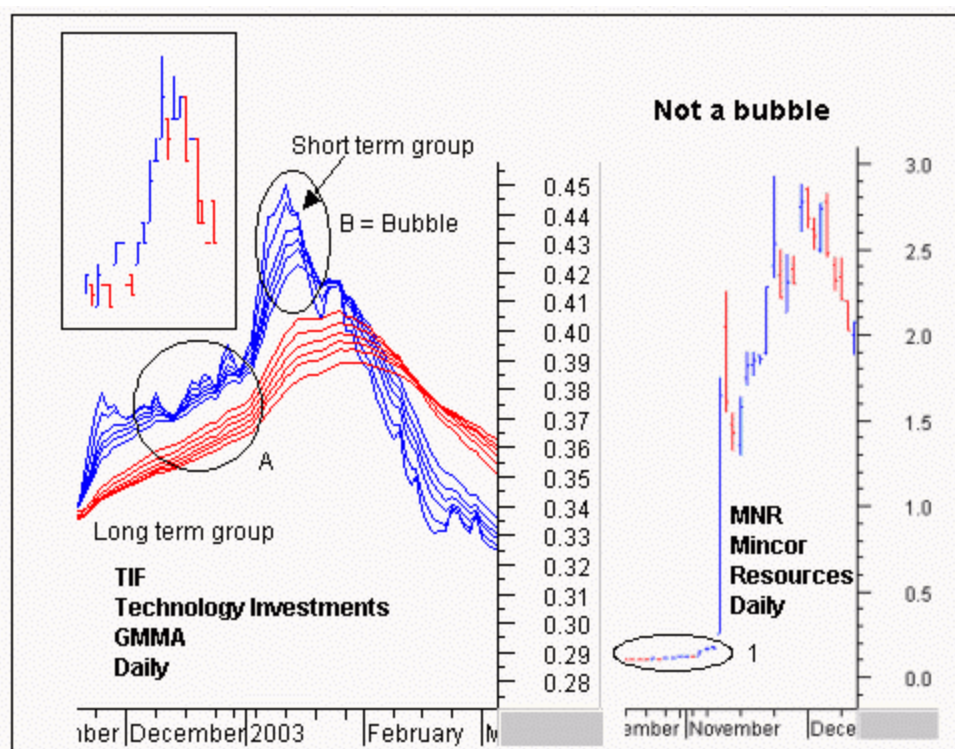 Not a bubble
Short term group
B = Bubble
A
Long term group
TIF
Technology Investments
GMMA
Daily
0.45
0.44
0.43
0.42
0.41
0.40
0.39
0.38
0.37
0.36
0.35
0.34
0.33
0.32
0.31
0.30
0.29
0.28
mber December 2003 February M
3.0
2.5
2.0
1.5
1.0
0.5
0.0
MNR
Mincor
Resources
Daily
1
ember November Dece